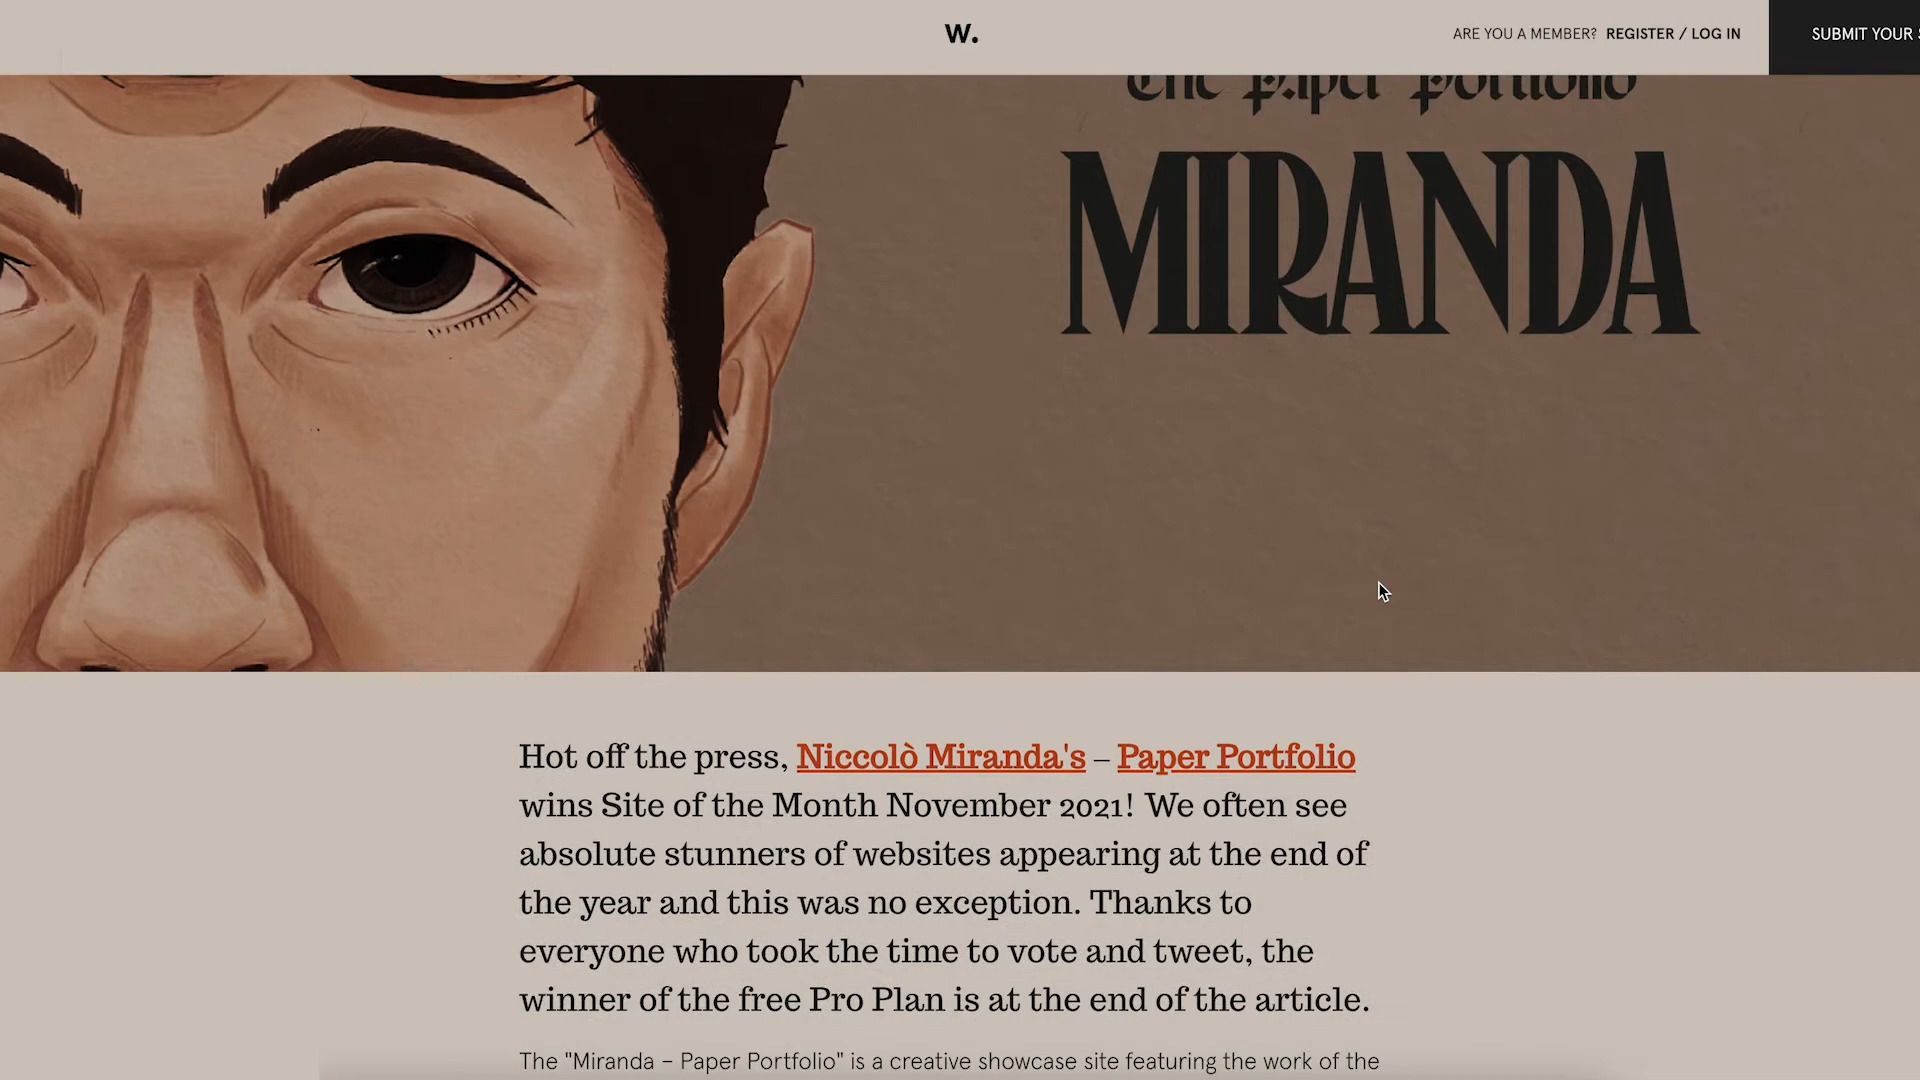 W.
ARE YOU A MEMBER? REGISTER / LOG IN
SUBMIT YOUR
The Paper Portfolio
MIRANDA
Hot off the press, Niccolò Miranda's – Paper Portfolio
wins Site of the Month November 2021! We often see
absolute stunners of websites appearing at the end of
the year and this was no exception. Thanks to
everyone who took the time to vote and tweet, the
winner of the free Pro Plan is at the end of the article.
The "Miranda – Paper Portfolio" is a creative showcase site featuring the work of the